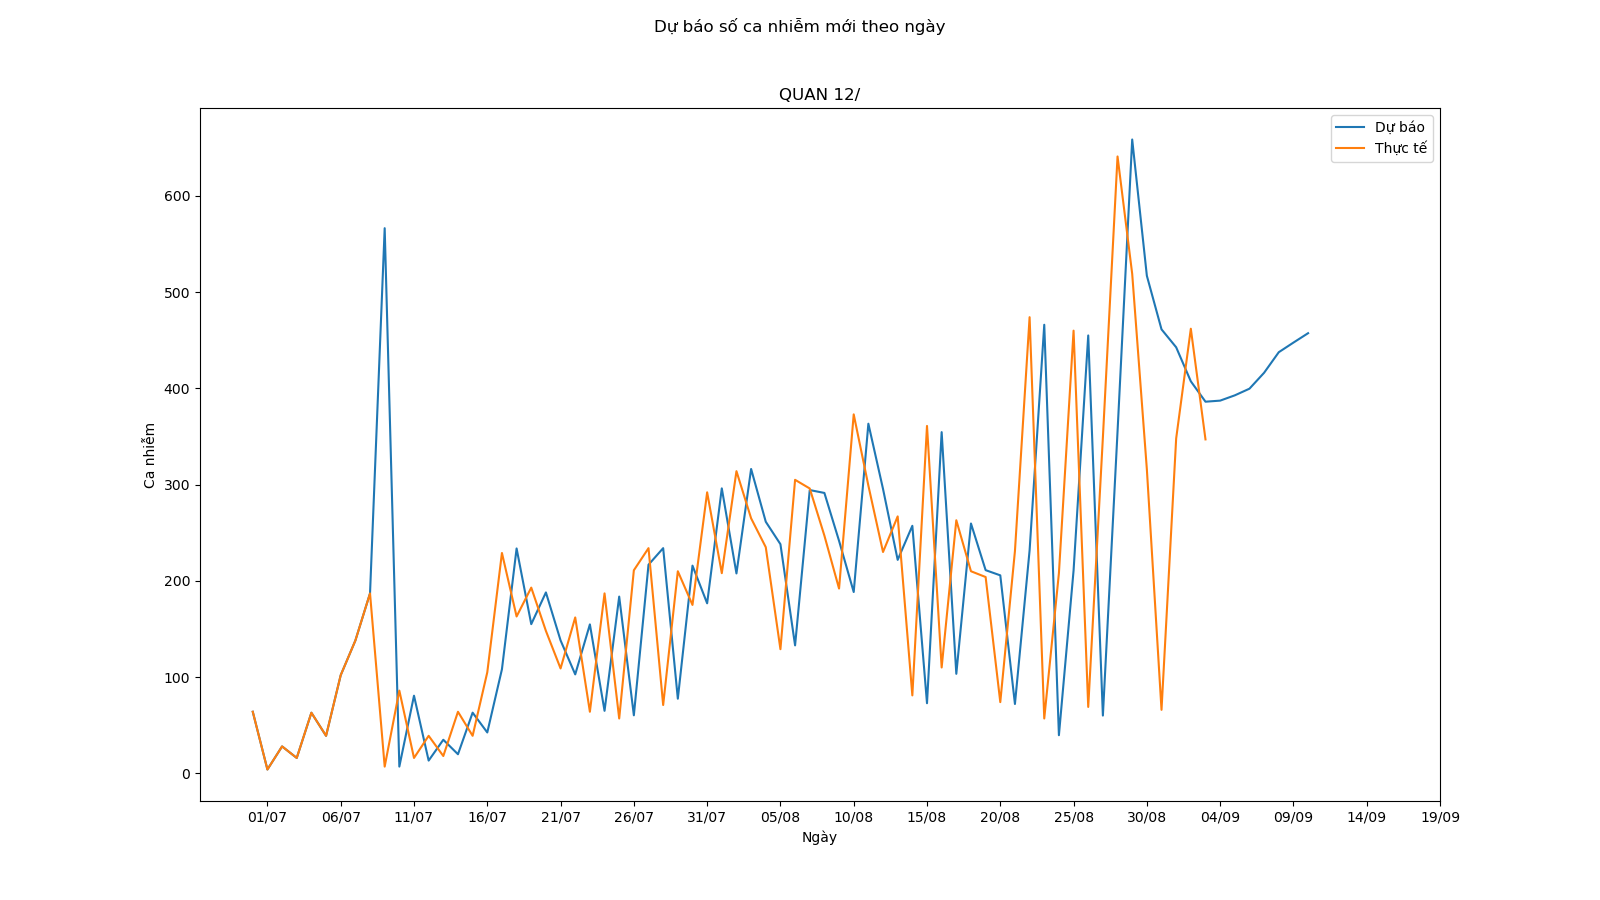 Dự báo số ca nhiễm mới theo ngày
QUAN 12/
Dự báo
Thực tế
Ca nhiễm
600
500
400
300
200
100
0
01/07 06/07 11/07 16/07 21/07 26/07 31/07 05/08 10/08 15/08 20/08 25/08 30/08 04/09 09/09 14/09 19/09
Ngày